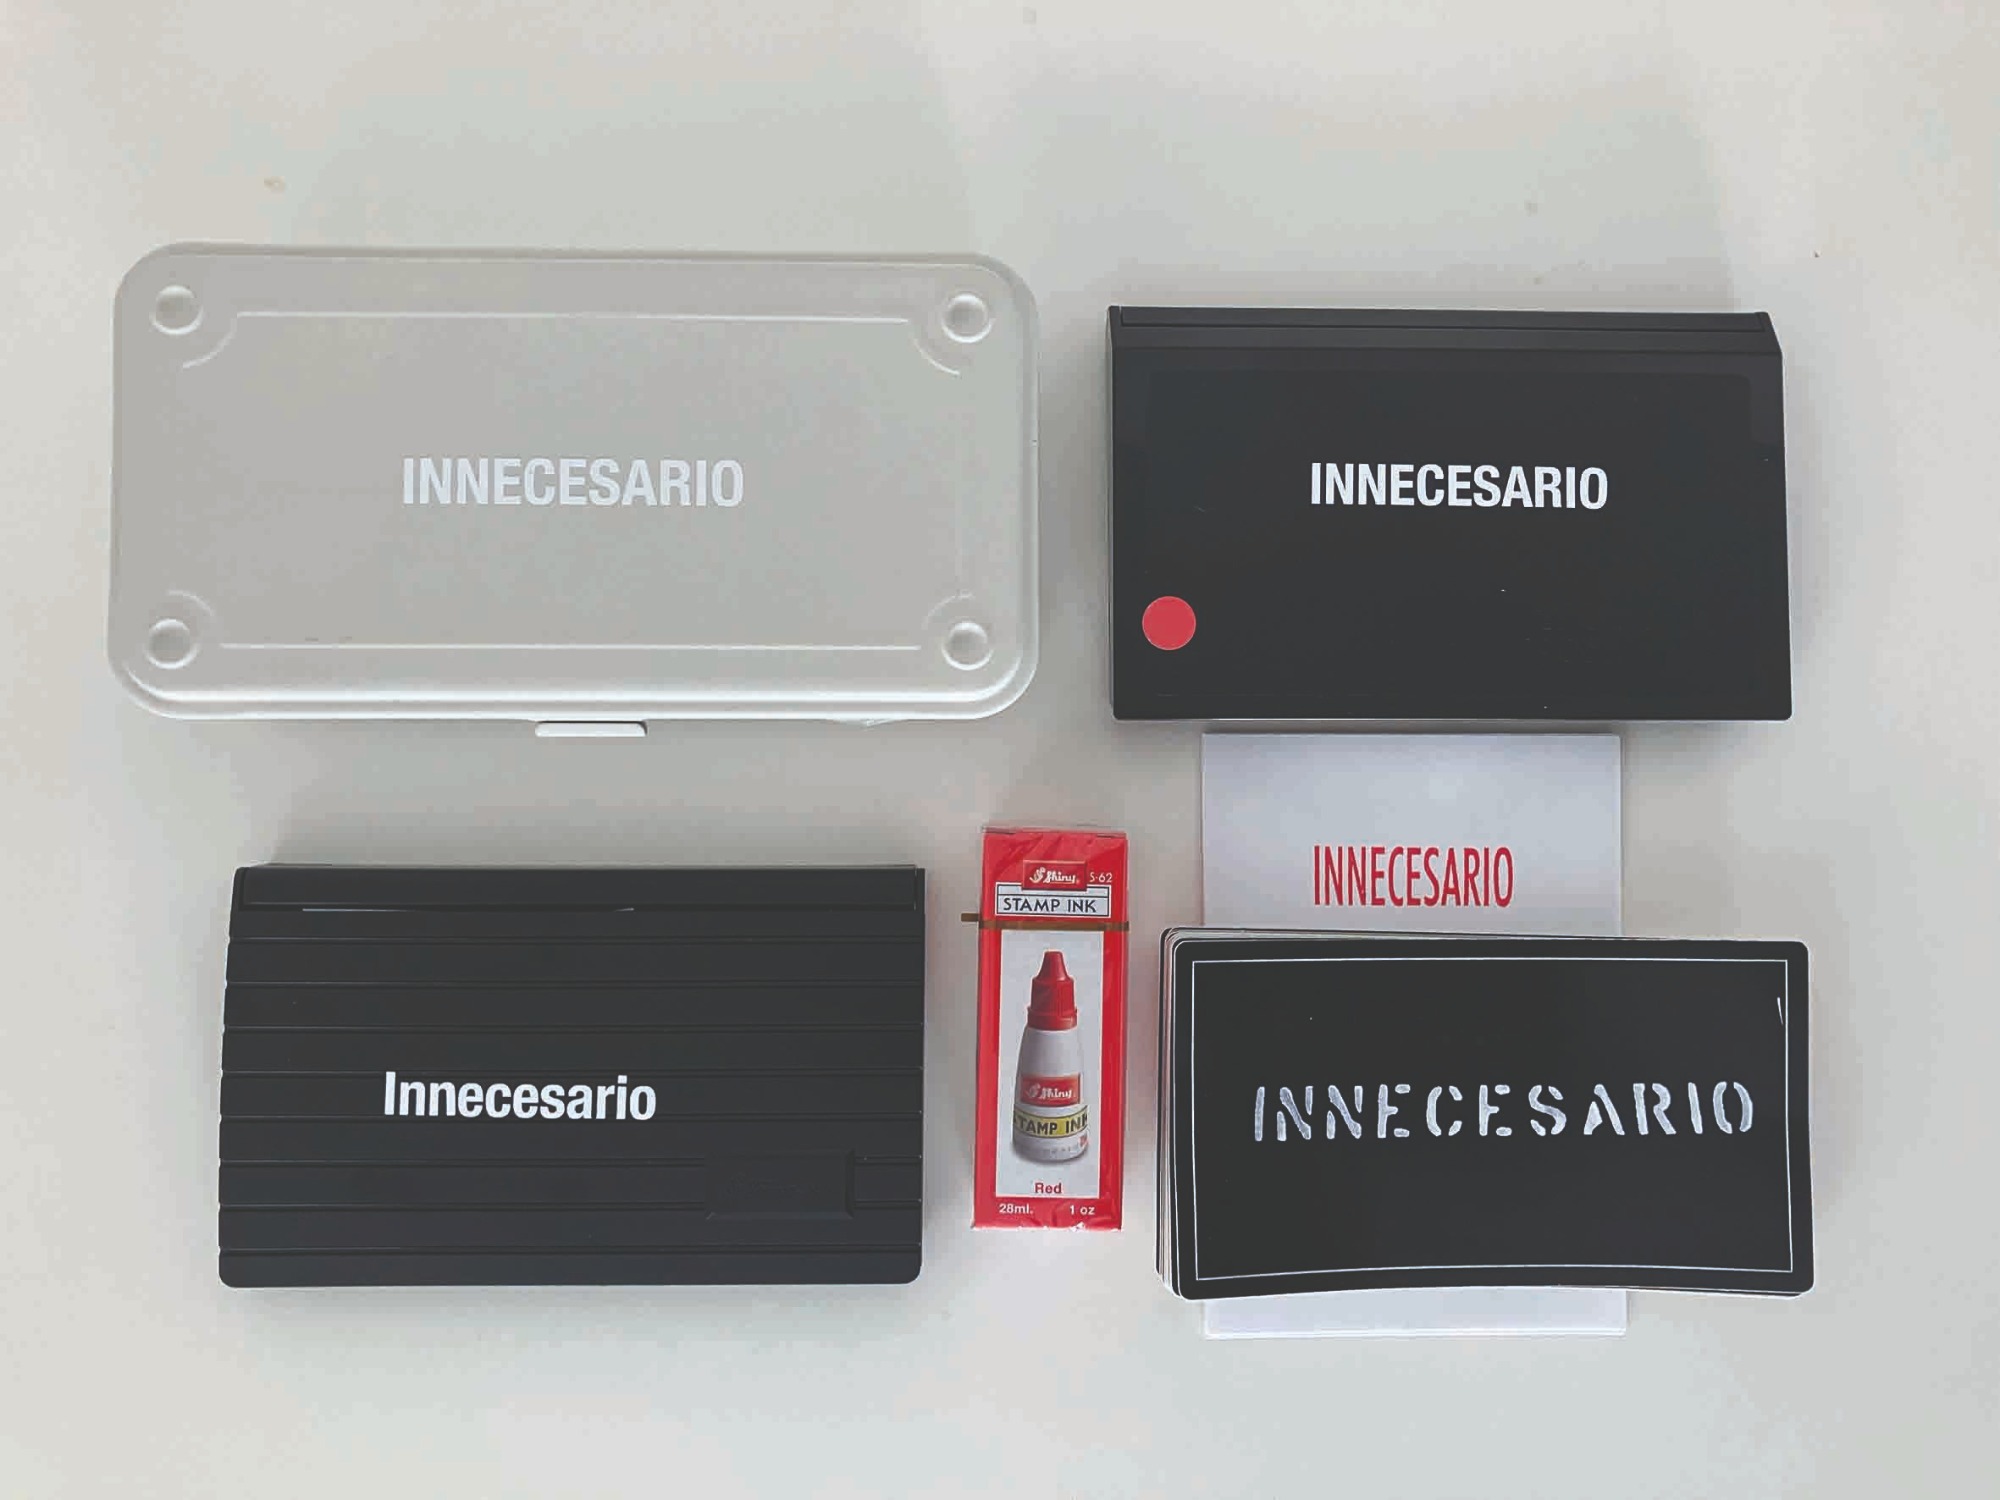 INNECESARIO
INNECESARIO
INNECESARIO
Innecesario
Shiny S-62
STAMP INK
Shiny
STAMP INK
Red
28ml. 1 oz
INNECESARIO